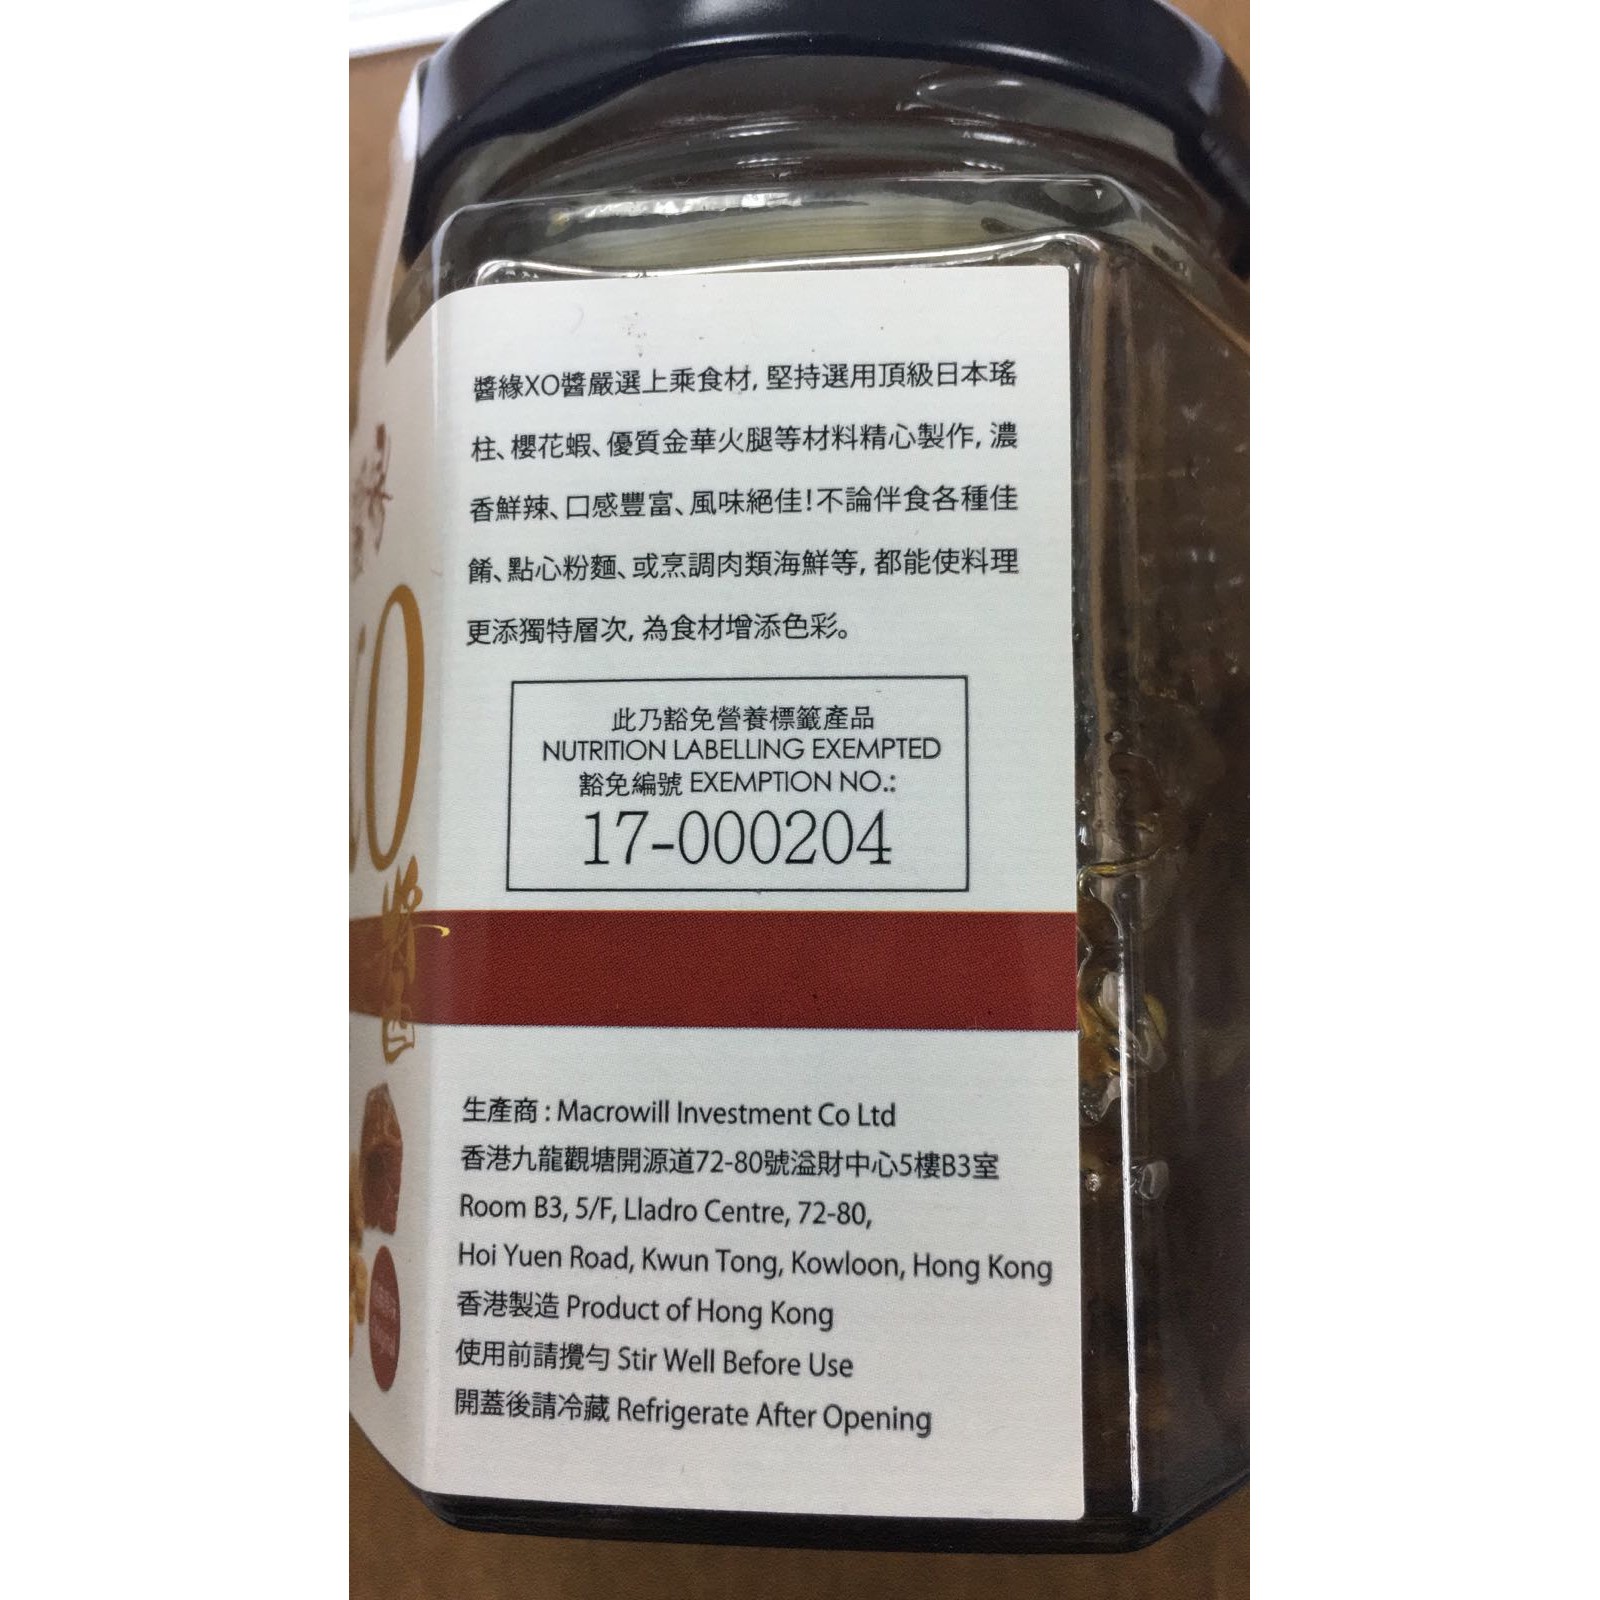 醬緣XO醬嚴選上乘食材, 堅持選用頂級日本瑤
柱、櫻花蝦、優質金華火腿等材料精心製作, 濃
香鮮辣、口感豐富、風味絕佳!不論伴食各種佳
餚、點心粉麵、或烹調肉類海鮮等, 都能使料理
更添獨特層次, 為食材增添色彩。
此乃豁免營養標籤產品
NUTRITION LABELLING EXEMPTED
豁免編號 EXEMPTION NO.:
17-000204
XO
醬
生產商 : Macrowill Investment Co Ltd
香港九龍觀塘開源道72-80號溢財中心5樓B3室
Room B3, 5/F, Lladro Centre, 72-80,
Hoi Yuen Road, Kwun Tong, Kowloon, Hong Kong
香港製造 Product of Hong Kong
使用前請攪勻 Stir Well Before Use
開蓋後請冷藏 Refrigerate After Opening